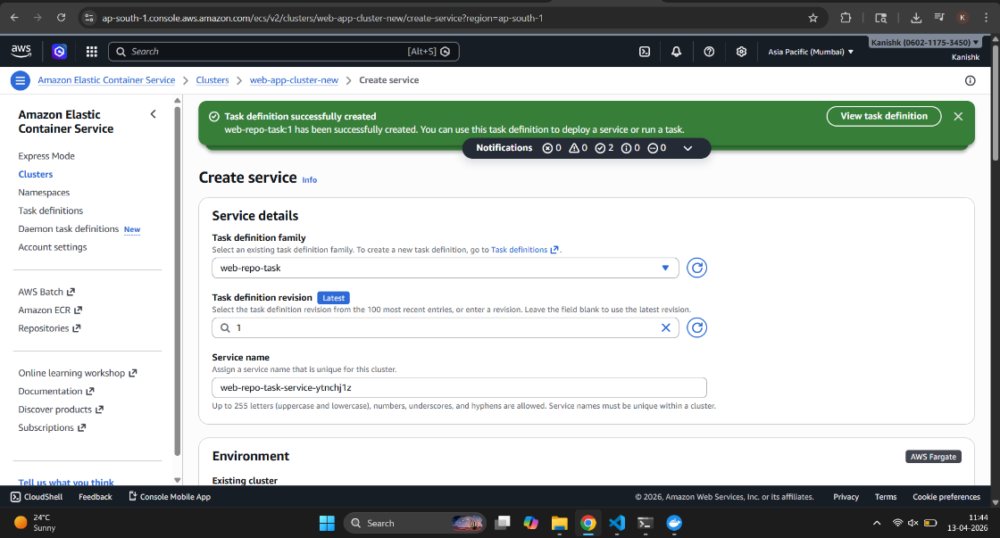 ap-south-1.console.aws.amazon.com/ecs/v2/clusters/web-app-cluster-new/create-service?region=ap-south-1
K
aws
Search
[Alt+S]
Asia Pacific (Mumbai)
Kanishk (0602-1175-3450)
Kanishk
Amazon Elastic Container Service
Clusters
web-app-cluster-new
Create service
Amazon Elastic
Container Service
Express Mode
Clusters
Namespaces
Task definitions
Daemon task definitions New
Account settings
AWS Batch
Amazon ECR
Repositories
Online learning workshop
Documentation
Discover products
Subscriptions
Tell us what you think
Task definition successfully created
web-repo-task:1 has been successfully created. You can use this task definition to deploy a service or run a task.
View task definition
Notifications 0 0 2 0 0
Create service Info
Service details
Task definition family
Select an existing task definition family. To create a new task definition, go to Task definitions.
web-repo-task
Task definition revision Latest
Select the task definition revision from the 100 most recent entries, or enter a revision. Leave the field blank to use the latest revision.
1
Service name
Assign a service name that is unique for this cluster.
web-repo-task-service-ytnchj1z
Up to 255 letters (uppercase and lowercase), numbers, underscores, and hyphens are allowed. Service names must be unique within a cluster.
Environment
AWS Fargate
Existing cluster
CloudShell
Feedback
Console Mobile App
© 2026, Amazon Web Services, Inc. or its affiliates.
Privacy
Terms
Cookie preferences
24°C
Sunny
Search
11:44
13-04-2026